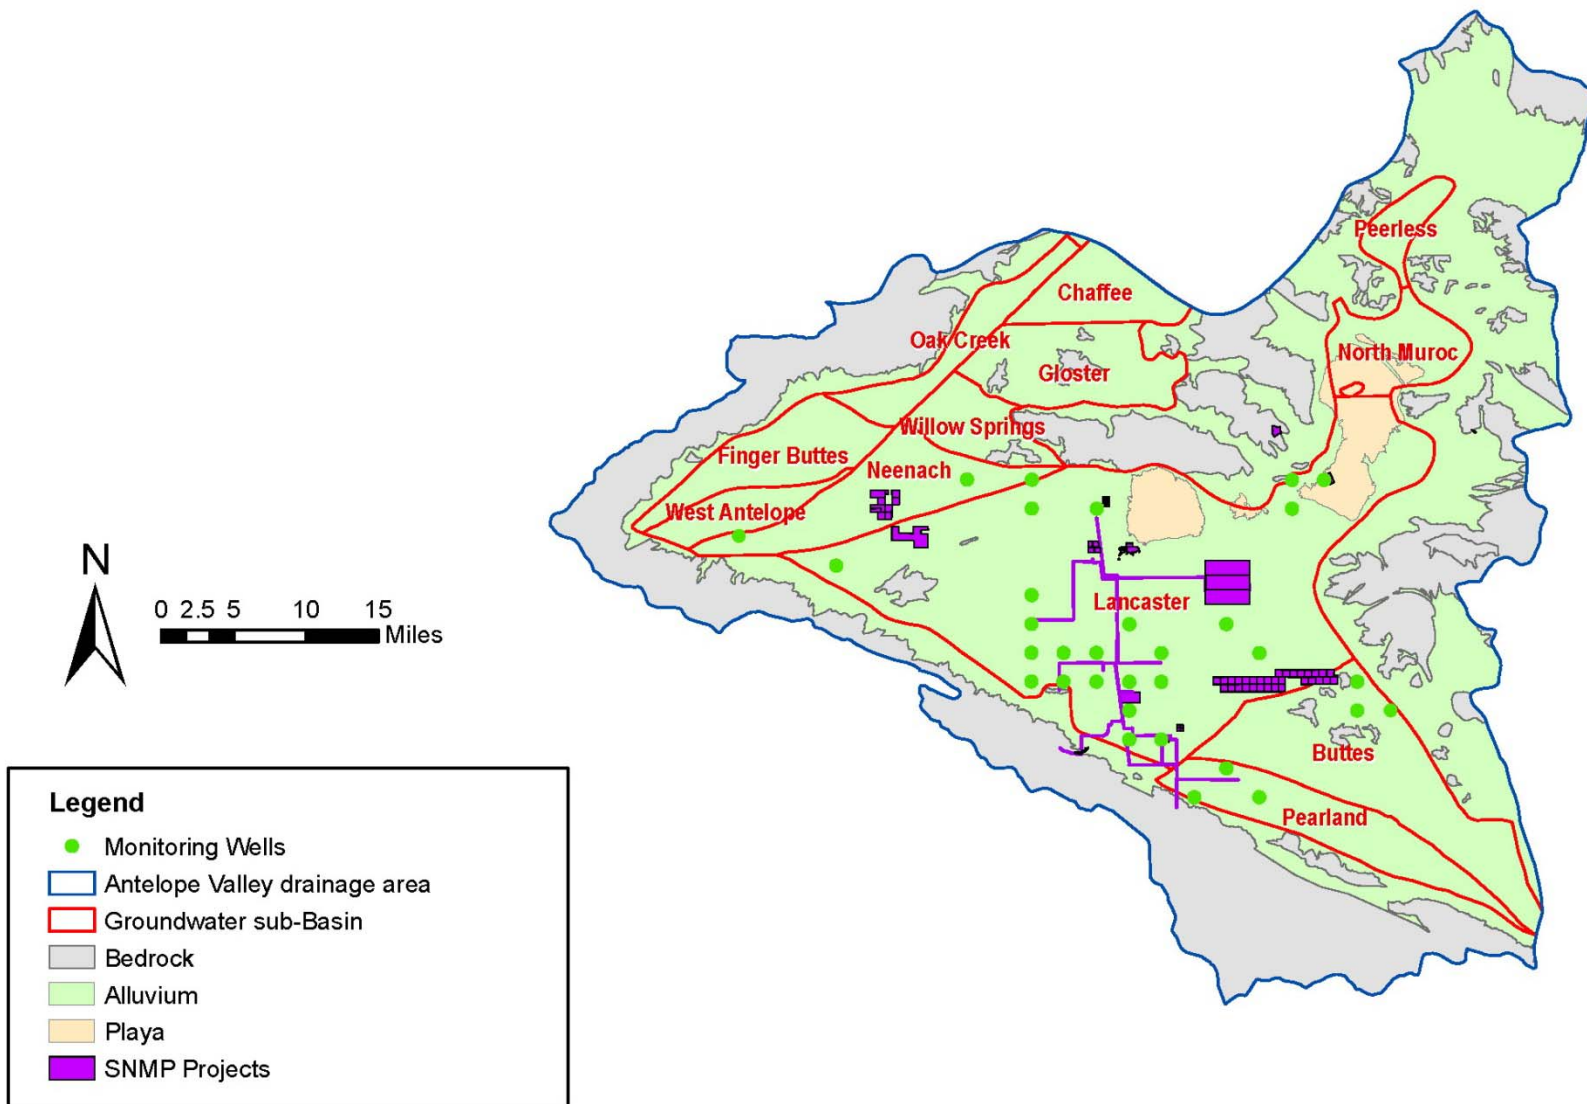 Peerless
Chaffee
Oak Creek
North Muroc
Gloster
Willow Springs
Finger Buttes
Neenach
West Antelope
N
0 2.5 5 10 15
Miles
Lancaster
Buttes
Pearland
Legend
Monitoring Wells
Antelope Valley drainage area
Groundwater sub-Basin
Bedrock
Alluvium
Playa
SNMP Projects